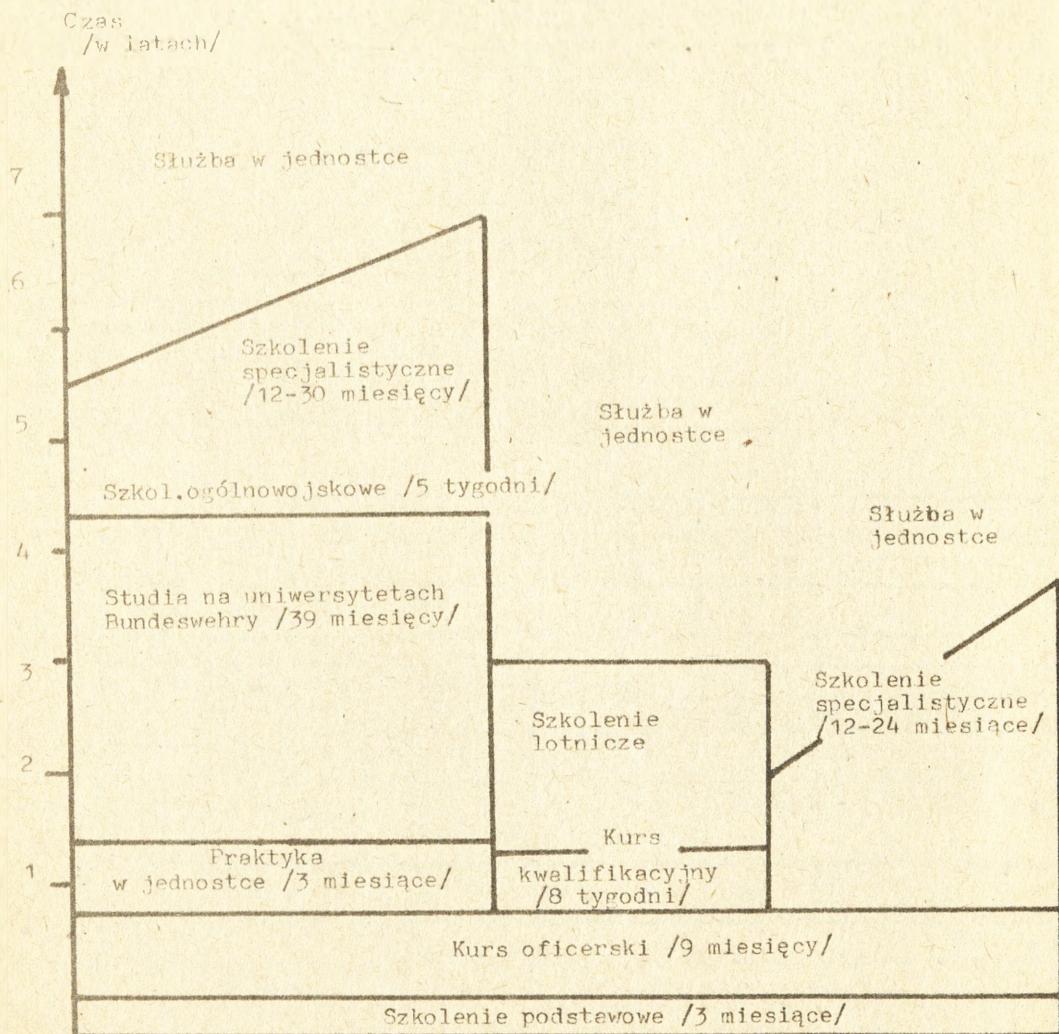 Czas
/w latach/
Służba w jednostce
7
6
Szkolenie
specjalistyczne
/12-30 miesięcy/
5
Służba w
jednostce
Szkol.ogólnowojskowe /5 tygodni/
Służba w
jednostce
4
Studia na uniwersytetach
Bundeswehry /39 miesięcy/
3
Szkolenie
specjalistyczne
/12-24 miesiące/
Szkolenie
lotnicze
2
Kurs
kwalifikacyjny
/8 tygodni/
Praktyka
w jednostce /3 miesiące/
1
Kurs oficerski /9 miesięcy/
Szkolenie podstawowe /3 miesiące/